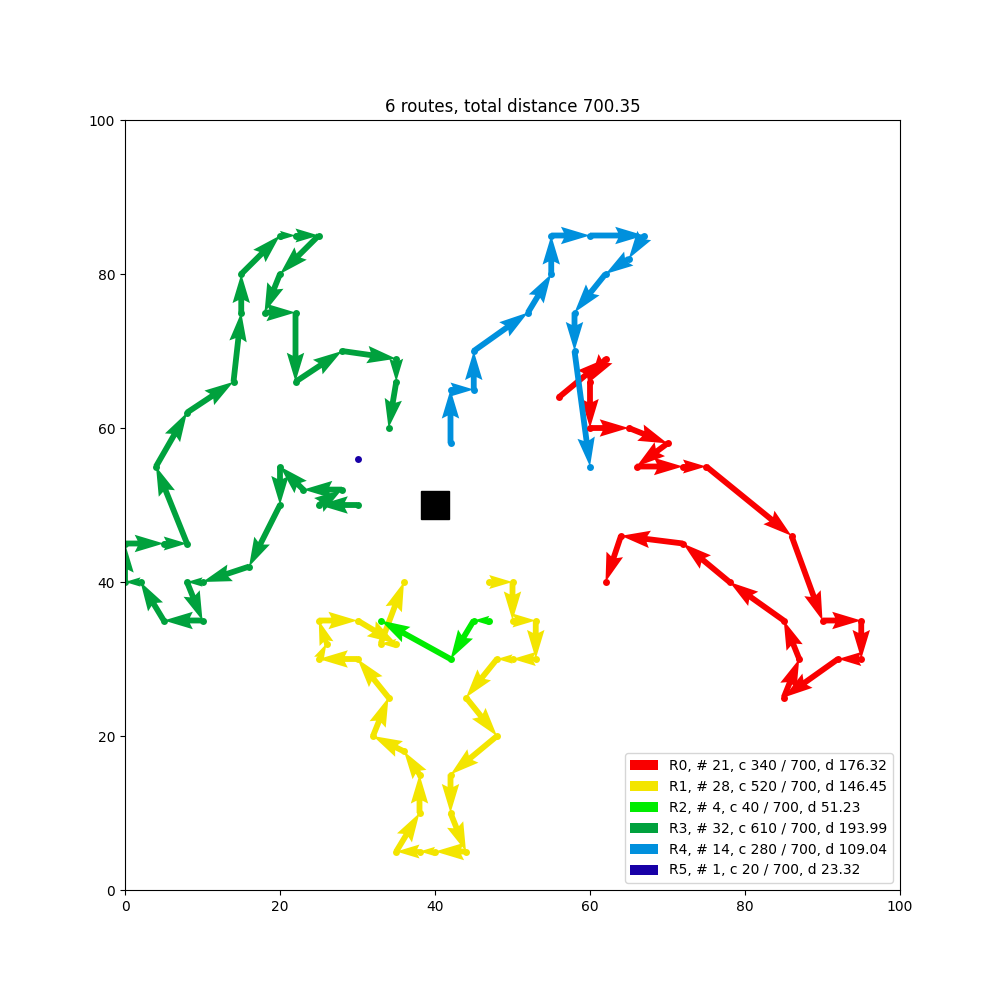 6 routes, total distance 700.35
100
80
60
40
20
0
0 20 40 60 80 100
R0, # 21, c 340 / 700, d 176.32
R1, # 28, c 520 / 700, d 146.45
R2, # 4, c 40 / 700, d 51.23
R3, # 32, c 610 / 700, d 193.99
R4, # 14, c 280 / 700, d 109.04
R5, # 1, c 20 / 700, d 23.32